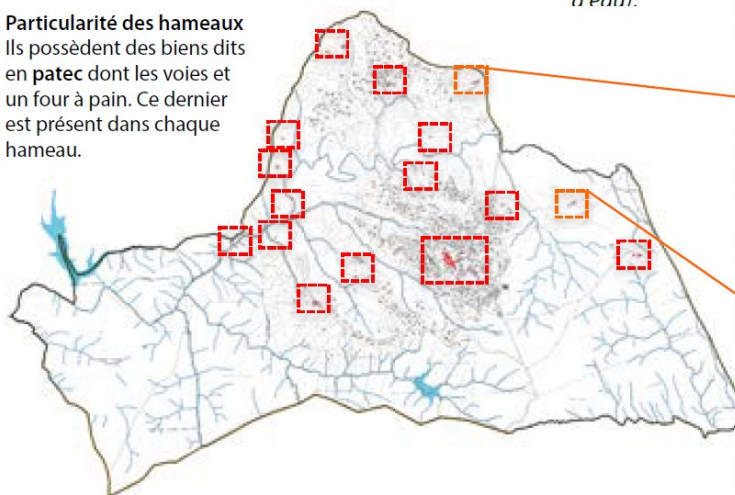 d'eau).
Particularité des hameaux
Ils possèdent des biens dits
en patec dont les voies et
un four à pain. Ce dernier
est présent dans chaque
hameau.